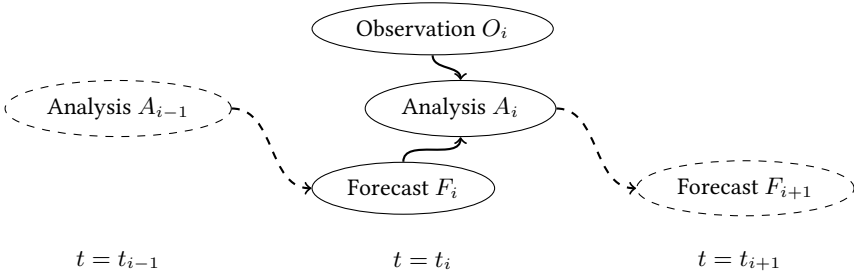 Observation $O_i$
Analysis $A_{i-1}$
Analysis $A_i$
Forecast $F_i$
Forecast $F_{i+1}$
$t = t_{i-1}$
$t = t_i$
$t = t_{i+1}$